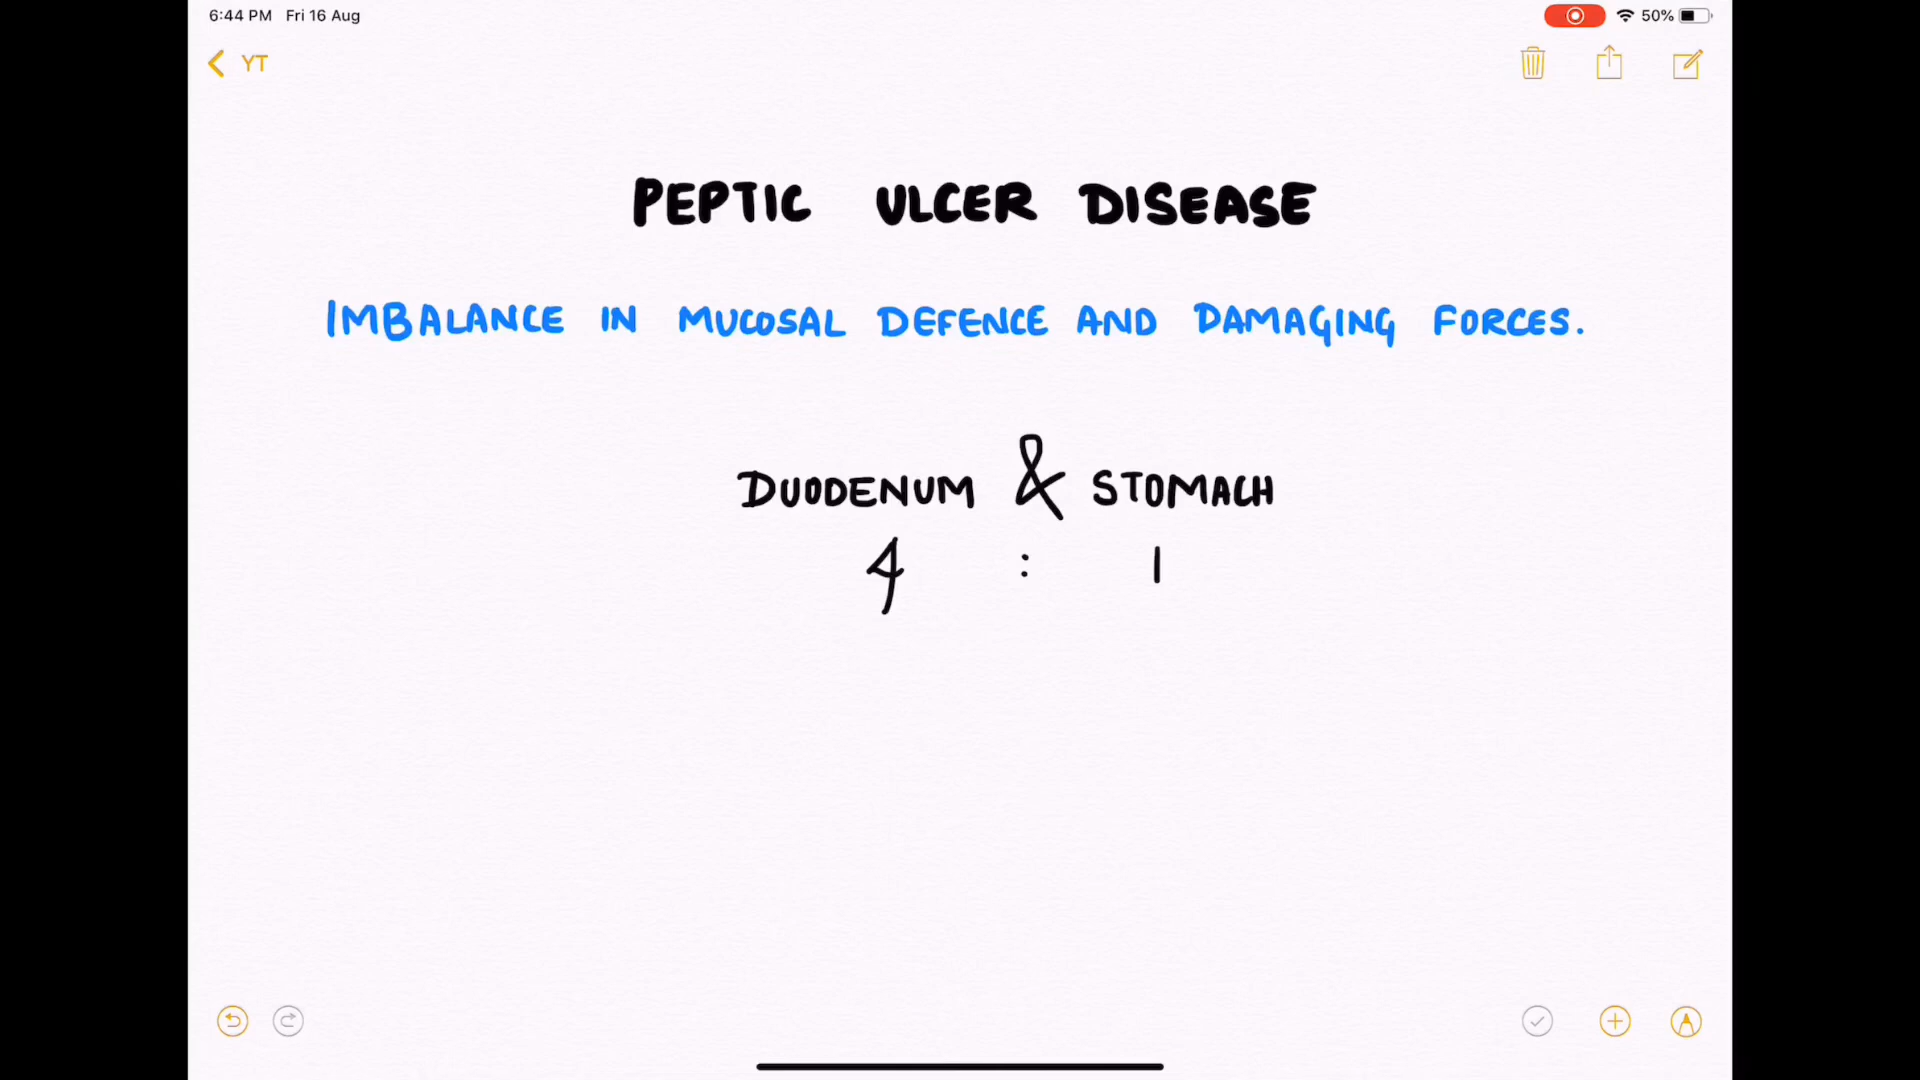 6:44 PM Fri 16 Aug 50%
YT
PEPTIC ULCER DISEASE
IMBALANCE IN MUCOSAL DEFENCE AND DAMAGING FORCES.
DUODENUM & STOMACH
4 : 1